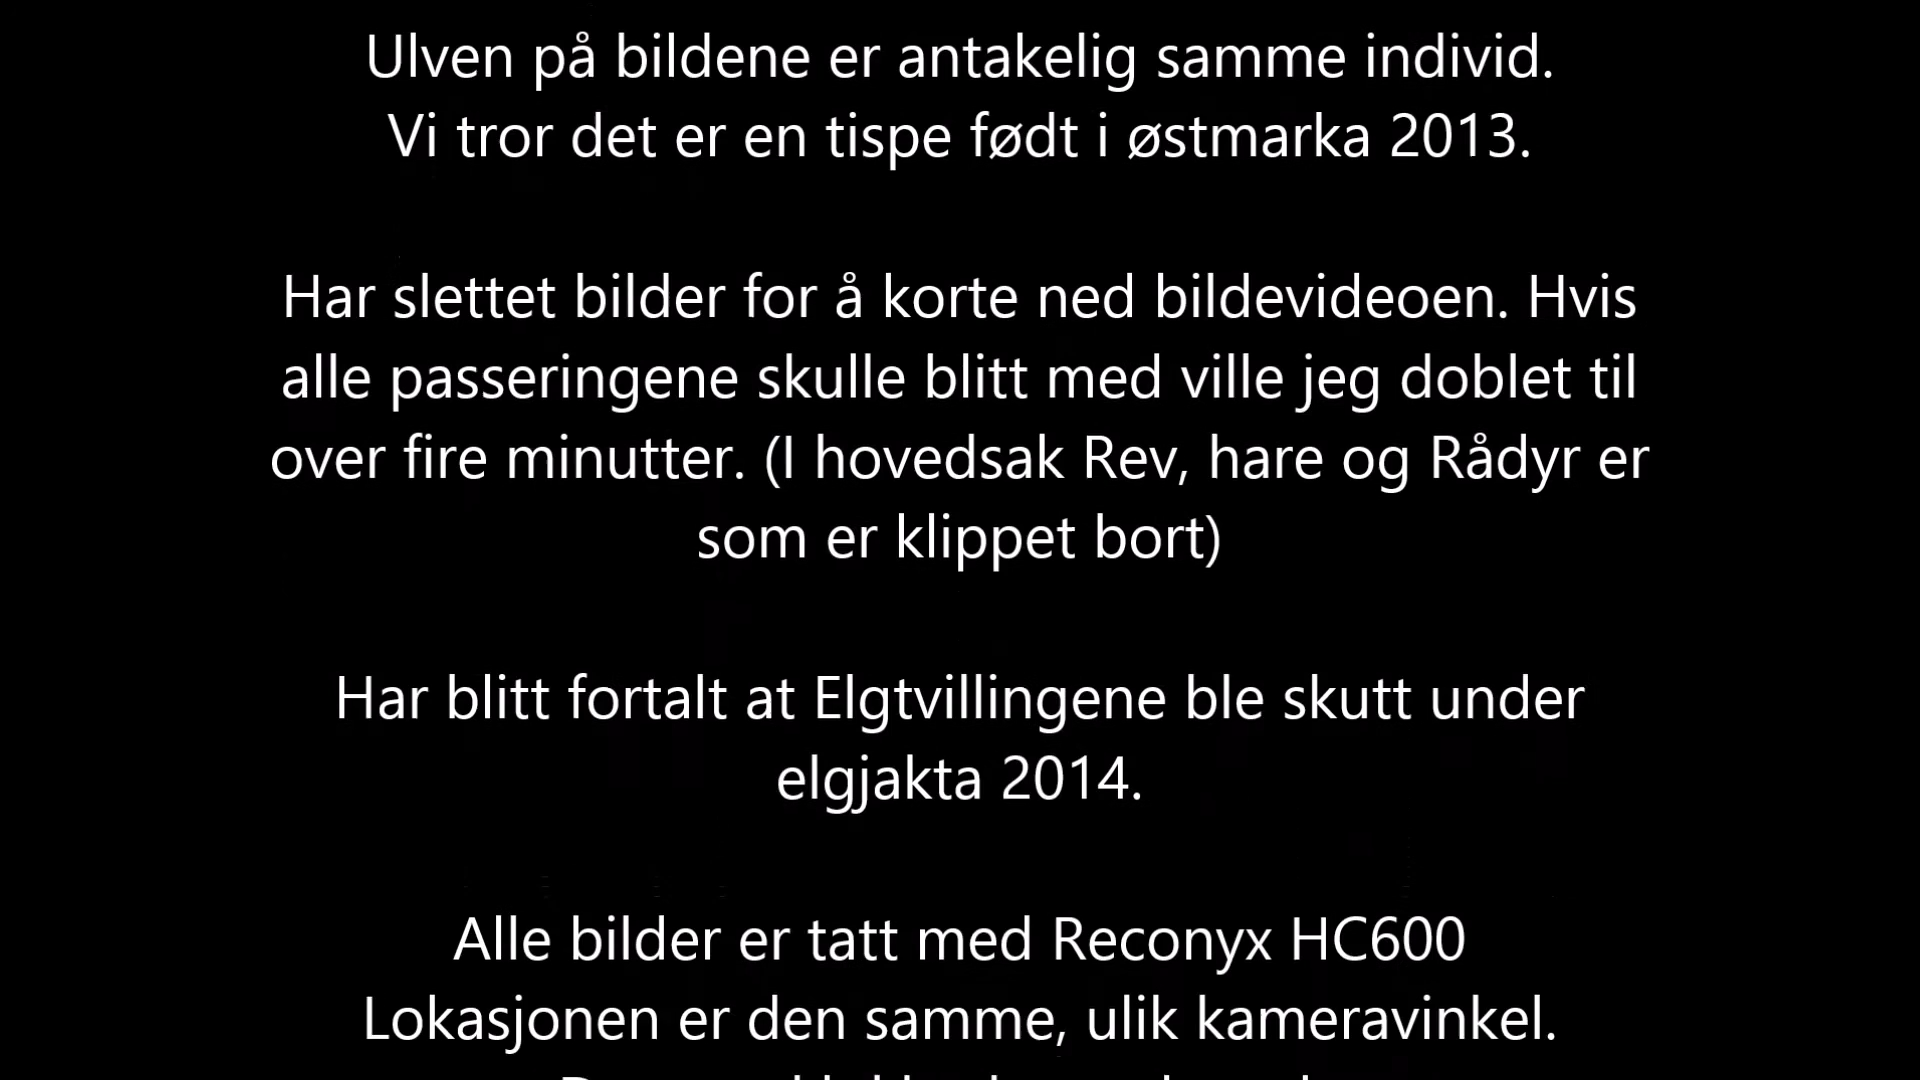 Ulven på bildene er antakelig samme individ.
Vi tror det er en tispe født i østmarka 2013.
Har slettet bilder for å korte ned bildevideoen. Hvis
alle passeringene skulle blitt med ville jeg doblet til
over fire minutter. (I hovedsak Rev, hare og Rådyr er
som er klippet bort)
Har blitt fortalt at Elgtvillingene ble skutt under
elgjakta 2014.
Alle bilder er tatt med Reconyx HC600
Lokasjonen er den samme, ulik kameravinkel.